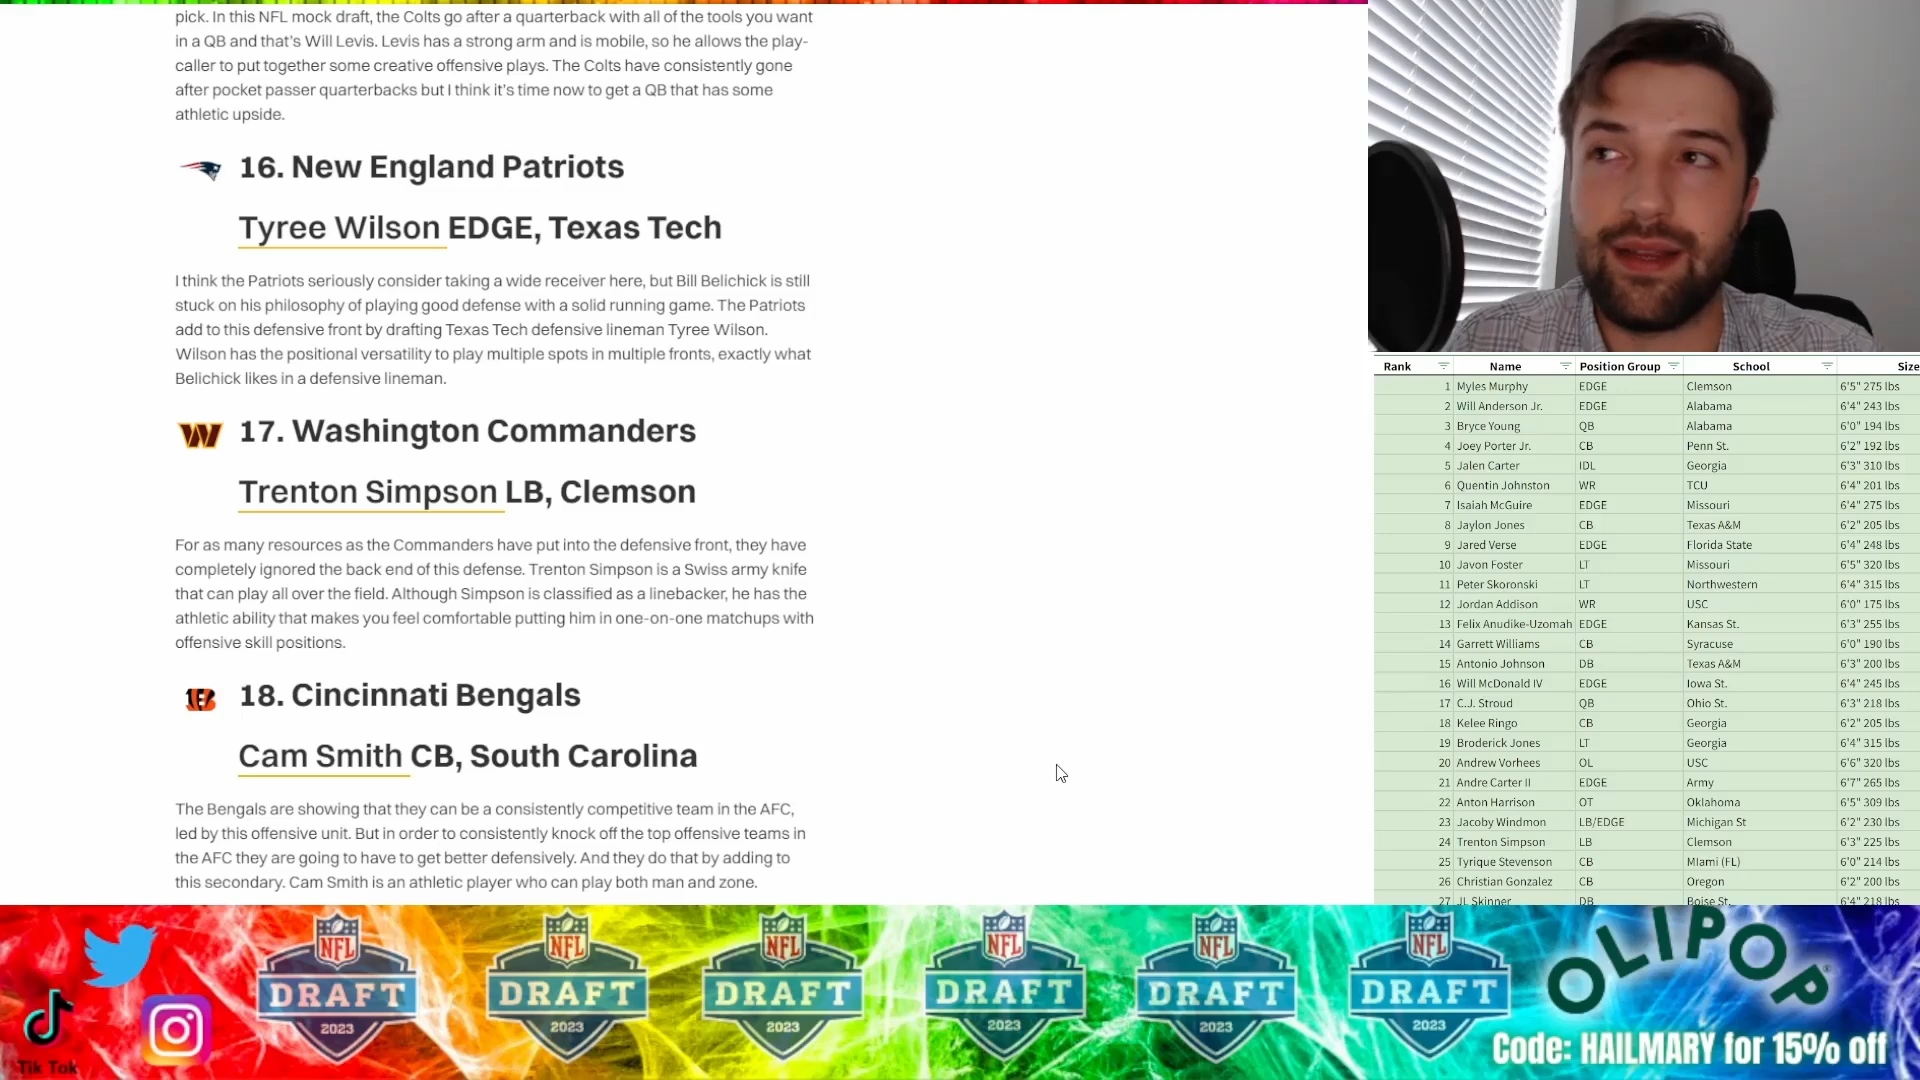 pick. In this NFL mock draft, the Colts go after a quarterback with all of the tools you want
in a QB and that's Will Levis. Levis has a strong arm and is mobile, so he allows the play-
caller to put together some creative offensive plays. The Colts have consistently gone
after pocket passer quarterbacks but I think it's time now to get a QB that has some
athletic upside.
16. New England Patriots
Tyree Wilson EDGE, Texas Tech
I think the Patriots seriously consider taking a wide receiver here, but Bill Belichick is still
stuck on his philosophy of playing good defense with a solid running game. The Patriots
add to this defensive front by drafting Texas Tech defensive lineman Tyree Wilson.
Wilson has the positional versatility to play multiple spots in multiple fronts, exactly what
Belichick likes in a defensive lineman.
17. Washington Commanders
Trenton Simpson LB, Clemson
For as many resources as the Commanders have put into the defensive front, they have
completely ignored the back end of this defense. Trenton Simpson is a Swiss army knife
that can play all over the field. Although Simpson is classified as a linebacker, he has the
athletic ability that makes you feel comfortable putting him in one-on-one matchups with
offensive skill positions.
18. Cincinnati Bengals
Cam Smith CB, South Carolina
The Bengals are showing that they can be a consistently competitive team in the AFC,
led by this offensive unit. But in order to consistently knock off the top offensive teams in
the AFC they are going to have to get better defensively. And they do that by adding to
this secondary. Cam Smith is an athletic player who can play both man and zone.
Rank Name Position Group School Size
1 Myles Murphy EDGE Clemson 6'5" 275 lbs
2 Will Anderson Jr. EDGE Alabama 6'4" 243 lbs
3 Bryce Young QB Alabama 6'0" 194 lbs
4 Joey Porter Jr. CB Penn St. 6'2" 192 lbs
5 Jalen Carter IDL Georgia 6'3" 310 lbs
6 Quentin Johnston WR TCU 6'4" 201 lbs
7 Isaiah McGuire EDGE Missouri 6'4" 275 lbs
8 Jaylon Jones CB Texas A&M 6'2" 205 lbs
9 Jared Verse EDGE Florida State 6'4" 248 lbs
10 Javon Foster LT Missouri 6'5" 320 lbs
11 Peter Skoronski LT Northwestern 6'4" 315 lbs
12 Jordan Addison WR USC 6'0" 175 lbs
13 Felix Anudike-Uzomah EDGE Kansas St. 6'3" 255 lbs
14 Garrett Williams CB Syracuse 6'0" 190 lbs
15 Antonio Johnson DB Texas A&M 6'3" 200 lbs
16 Will McDonald IV EDGE Iowa St. 6'4" 245 lbs
17 C.J. Stroud QB Ohio St. 6'3" 218 lbs
18 Kelee Ringo CB Georgia 6'2" 205 lbs
19 Broderick Jones LT Georgia 6'4" 315 lbs
20 Andrew Vorhees OL USC 6'6" 320 lbs
21 Andre Carter II EDGE Army 6'7" 265 lbs
22 Anton Harrison OT Oklahoma 6'5" 309 lbs
23 Jacoby Windmon LB/EDGE Michigan St 6'2" 230 lbs
24 Trenton Simpson LB Clemson 6'3" 225 lbs
25 Tyrique Stevenson CB MIami (FL) 6'0" 214 lbs
26 Christian Gonzalez CB Oregon 6'2" 200 lbs
27 JL Skinner DB Boise St. 6'4" 218 lbs
Tik Tok
NFL DRAFT 2023
NFL DRAFT 2023
NFL DRAFT 2023
NFL DRAFT 2023
NFL DRAFT 2023
NFL DRAFT 2023
OLIPOP®
Code: HAILMARY for 15% off